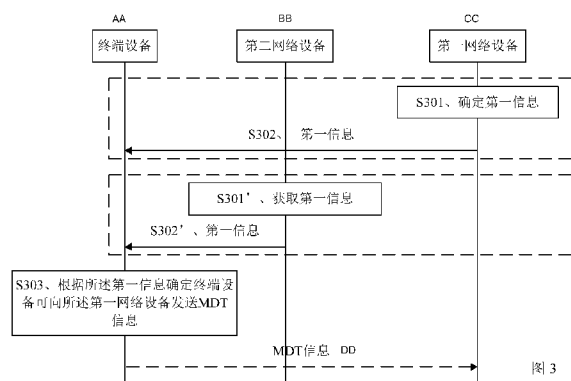 AA
BB
CC
终端设备
第二网络设备
第一网络设备
S301、确定第一信息
S302、 第一信息
S301’、获取第一信息
S302’、第一信息
S303、根据所述第一信息确定终端设
备可向所述第一网络设备发送MDT
信息
MDT信息 DD
图 3